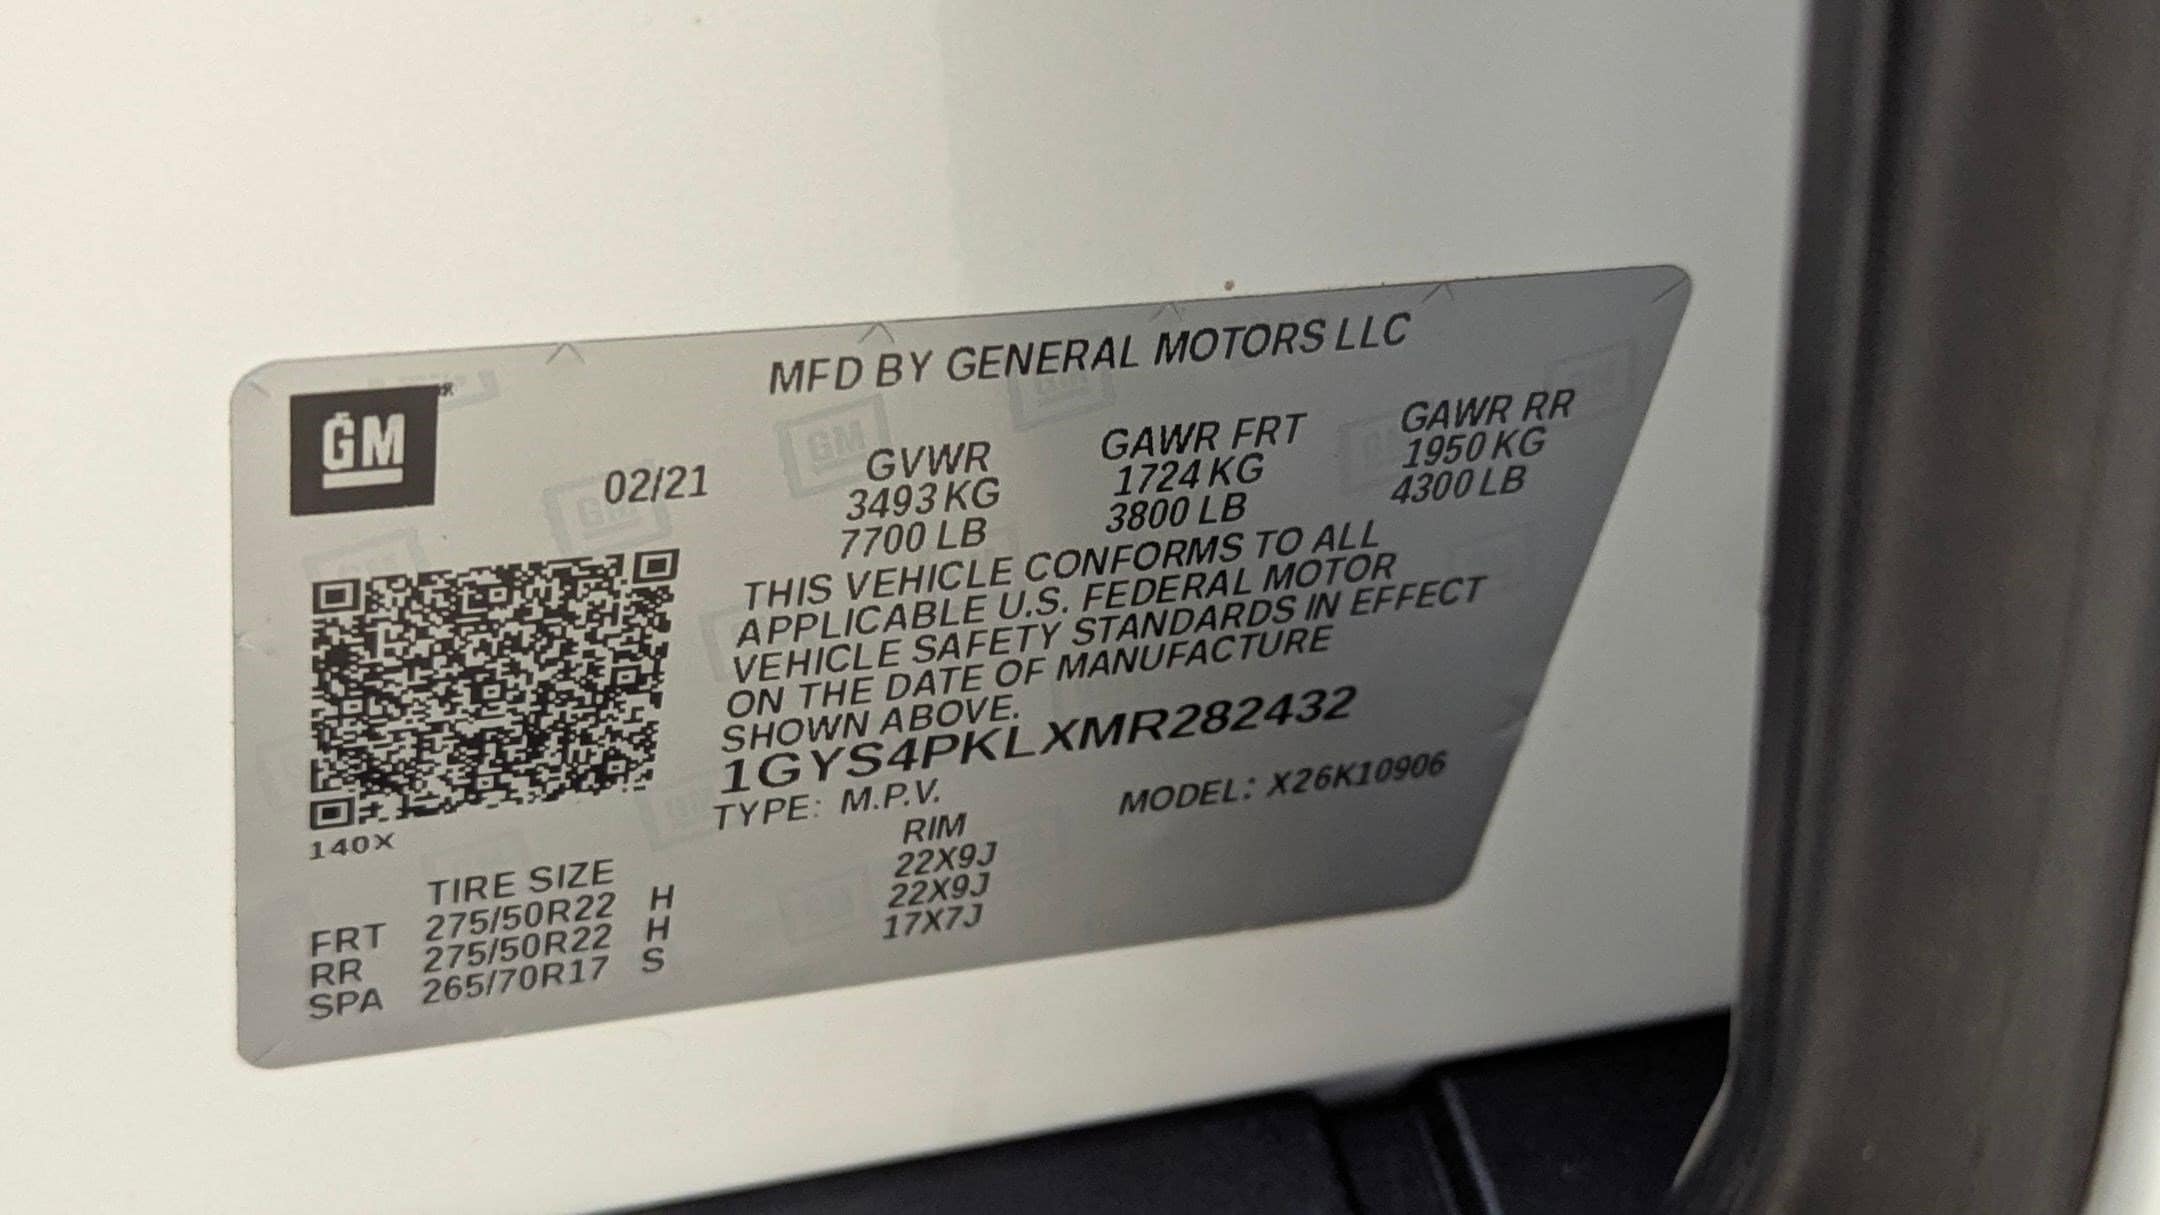 MFD BY GENERAL MOTORS LLC
GM
02/21
GVWR GAWR FRT GAWR RR
3493 KG 1724 KG 1950 KG
7700 LB 3800 LB 4300 LB
THIS VEHICLE CONFORMS TO ALL
APPLICABLE U.S. FEDERAL MOTOR
VEHICLE SAFETY STANDARDS IN EFFECT
ON THE DATE OF MANUFACTURE
SHOWN ABOVE.
1GYS4PKLXMR282432
TYPE: M.P.V. MODEL: X26K10906
140X
TIRE SIZE RIM
FRT 275/50R22 H 22X9J
RR 275/50R22 H 22X9J
SPA 265/70R17 S 17X7J